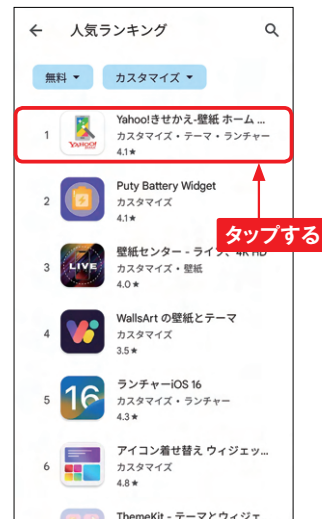 ← 人気ランキング
無料 ▼ カスタマイズ ▼
1
YAHOO!
Yahoo!きせかえ-壁紙 ホーム ...
カスタマイズ・テーマ・ランチャー
4.1★
2
Puty Battery Widget
カスタマイズ
4.1★
タップする
3
LIVE
壁紙センター - ライブ、4K HD
カスタマイズ・壁紙
4.0★
4
WallsArt の壁紙とテーマ
カスタマイズ
3.5★
5
16
ランチャーiOS 16
カスタマイズ・ランチャー
4.3★
6
アイコン着せ替え ウィジェッ...
カスタマイズ
4.8★
ThemeKit - テーマとウィジェ